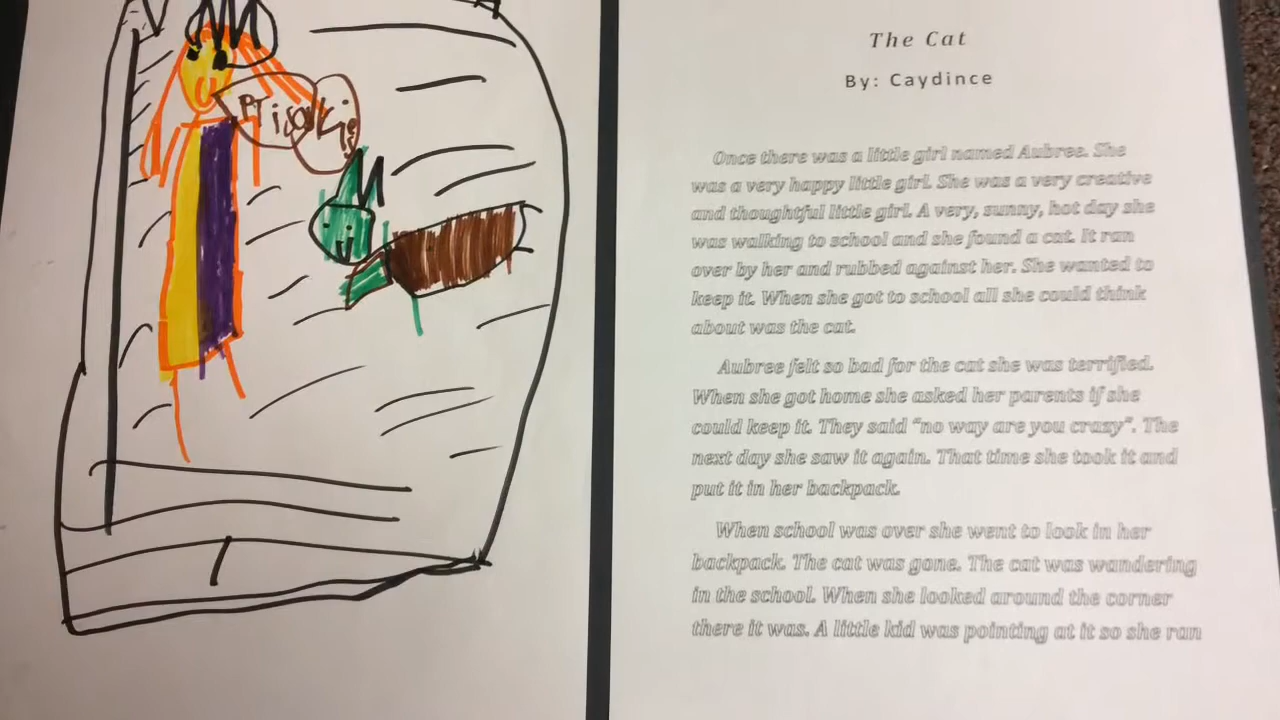 The Cat
By: Caydince
Once there was a little girl named Aubree. She
was a very happy little girl. She was a very creative
and thoughtful little girl. A very, sunny, hot day she
was walking to school and she found a cat. It ran
over by her and rubbed against her. She wanted to
keep it. When she got to school all she could think
about was the cat.
Aubree felt so bad for the cat she was terrified.
When she got home she asked her parents if she
could keep it. They said “no way are you crazy”. The
next day she saw it again. That time she took it and
put it in her backpack.
When school was over she went to look in her
backpack. The cat was gone. The cat was wandering
in the school. When she looked around the corner
there it was. A little kid was pointing at it so she ran